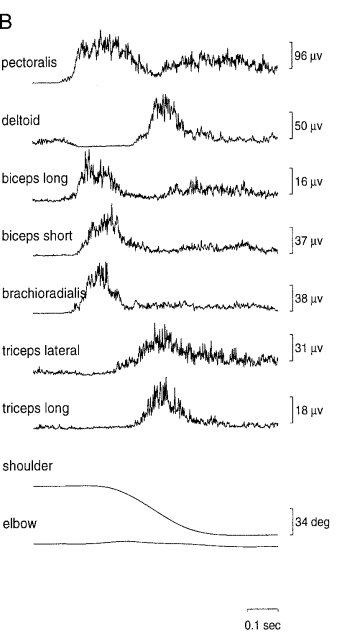 B
pectoralis 96 μv
deltoid 50 μv
biceps long 16 μv
biceps short 37 μv
brachioradialis 38 μv
triceps lateral 31 μv
triceps long 18 μv
shoulder
34 deg
elbow
0.1 sec